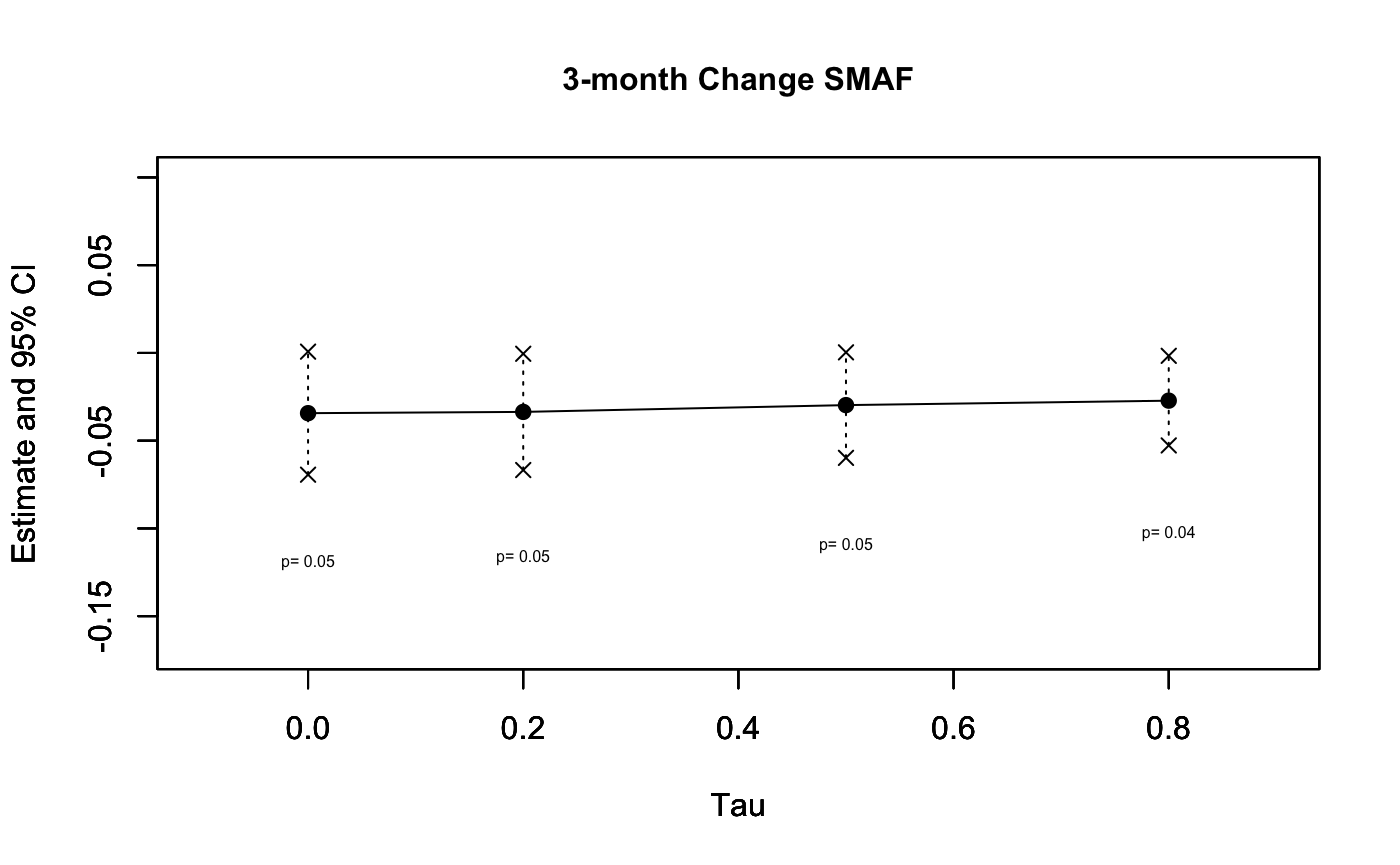 3-month Change SMAF
Estimate and 95% CI
0.05
-0.05
-0.15
p= 0.05
p= 0.05
p= 0.05
p= 0.04
0.0
0.2
0.4
0.6
0.8
Tau